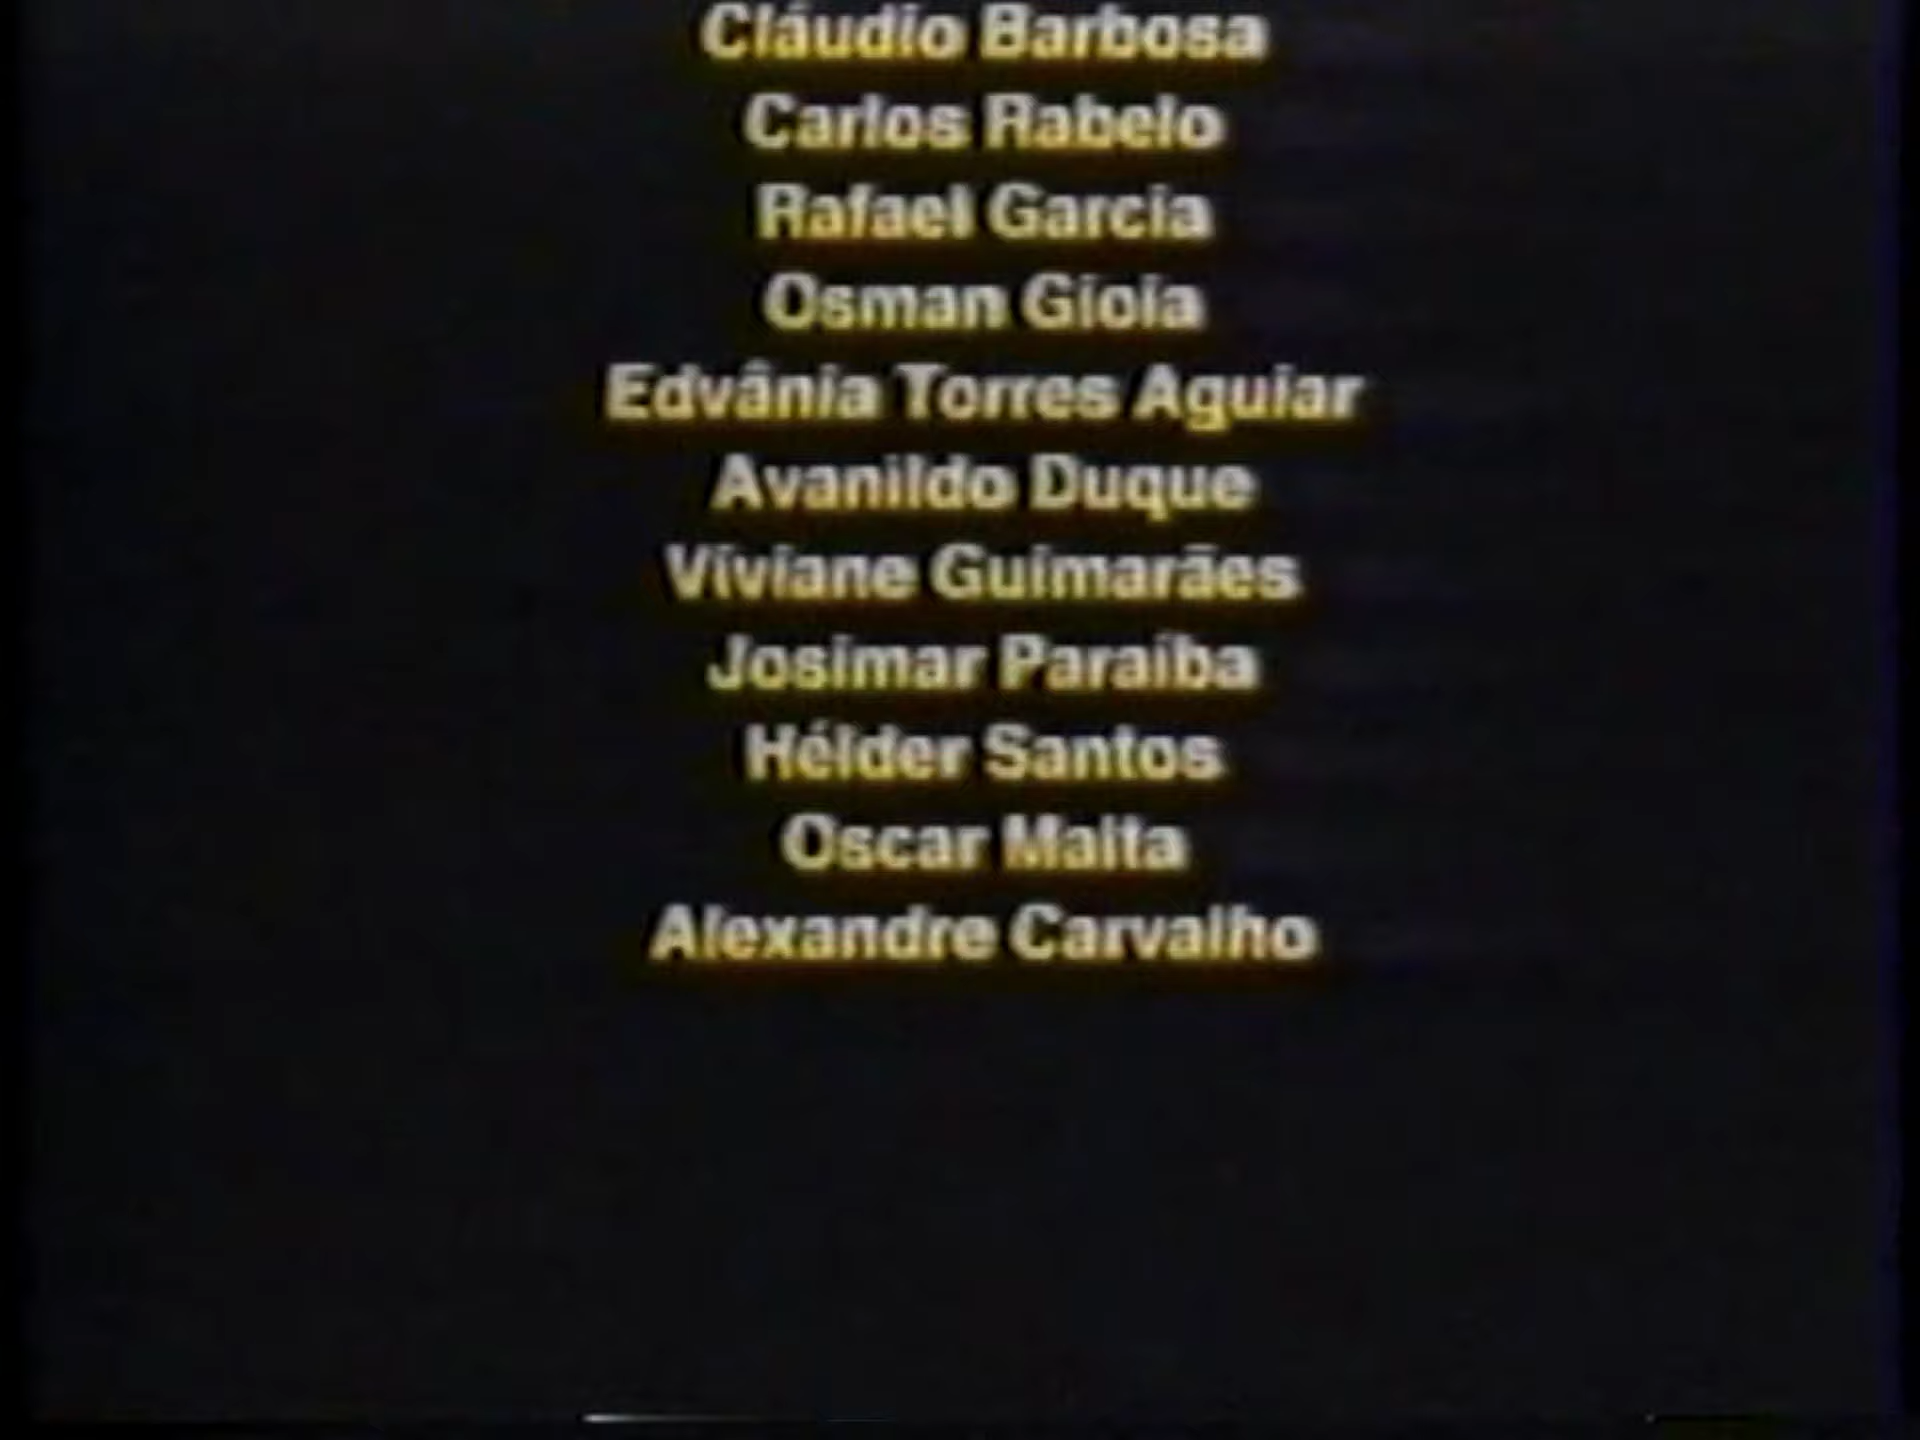 Cláudio Barbosa
Carlos Rabelo
Rafael Garcia
Osman Gioia
Edvânia Torres Aguiar
Avanildo Duque
Viviane Guimarães
Josimar Paraíba
Hélder Santos
Oscar Malta
Alexandre Carvalho